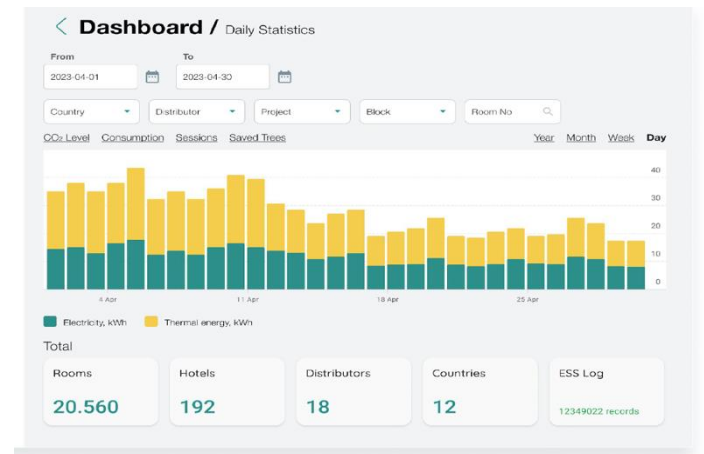 Dashboard / Daily Statistics
From To
2023-04-01 2023-04-30
Country Distributor Project Block Room No
CO₂ Level Consumption Sessions Saved Trees Year Month Week Day
40
30
20
10
0
4 Apr 11 Apr 18 Apr 25 Apr
Electricity, kWh Thermal energy, kWh
Total
Rooms Hotels Distributors Countries ESS Log
20.560 192 18 12 12349022 records